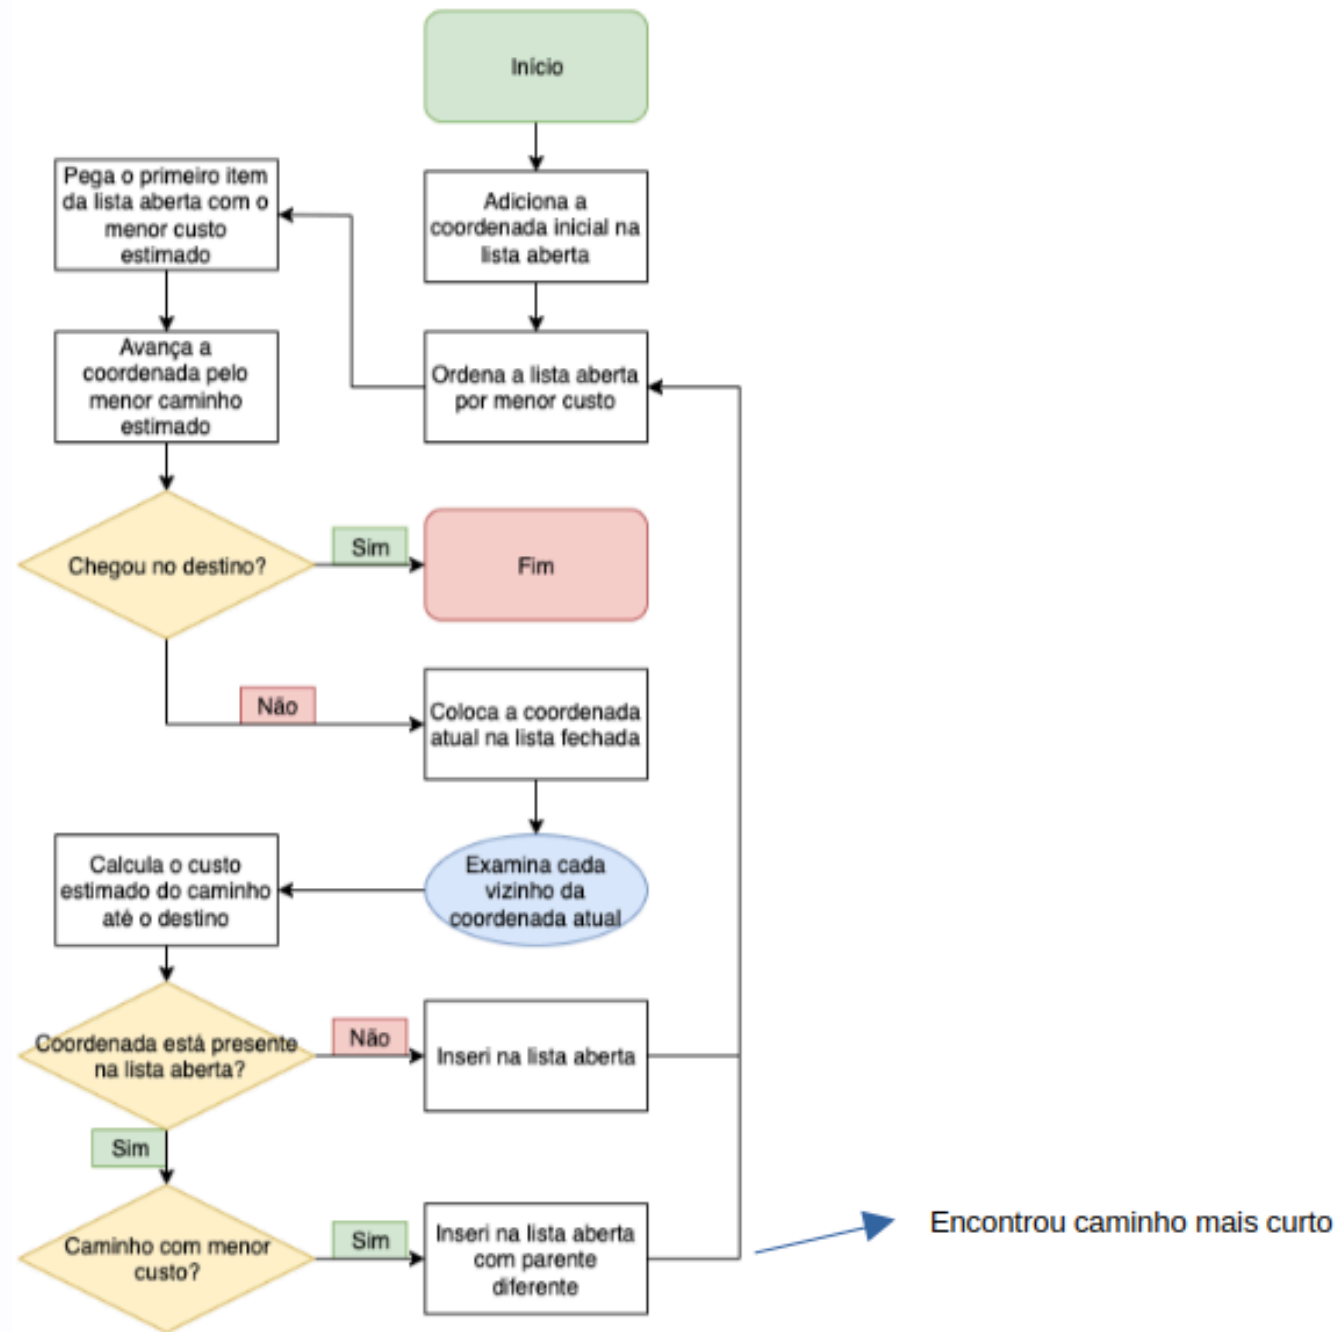 Início
Adiciona a
coordenada inicial na
lista aberta
Ordena a lista aberta
por menor custo
Pega o primeiro item
da lista aberta com o
menor custo
estimado
Avança a
coordenada pelo
menor caminho
estimado
Chegou no destino?
Sim
Fim
Não
Coloca a coordenada
atual na lista fechada
Examina cada
vizinho da
coordenada atual
Calcula o custo
estimado do caminho
até o destino
Coordenada está presente
na lista aberta?
Não
Inseri na lista aberta
Sim
Caminho com menor
custo?
Sim
Inseri na lista aberta
com parente
diferente
Encontrou caminho mais curto